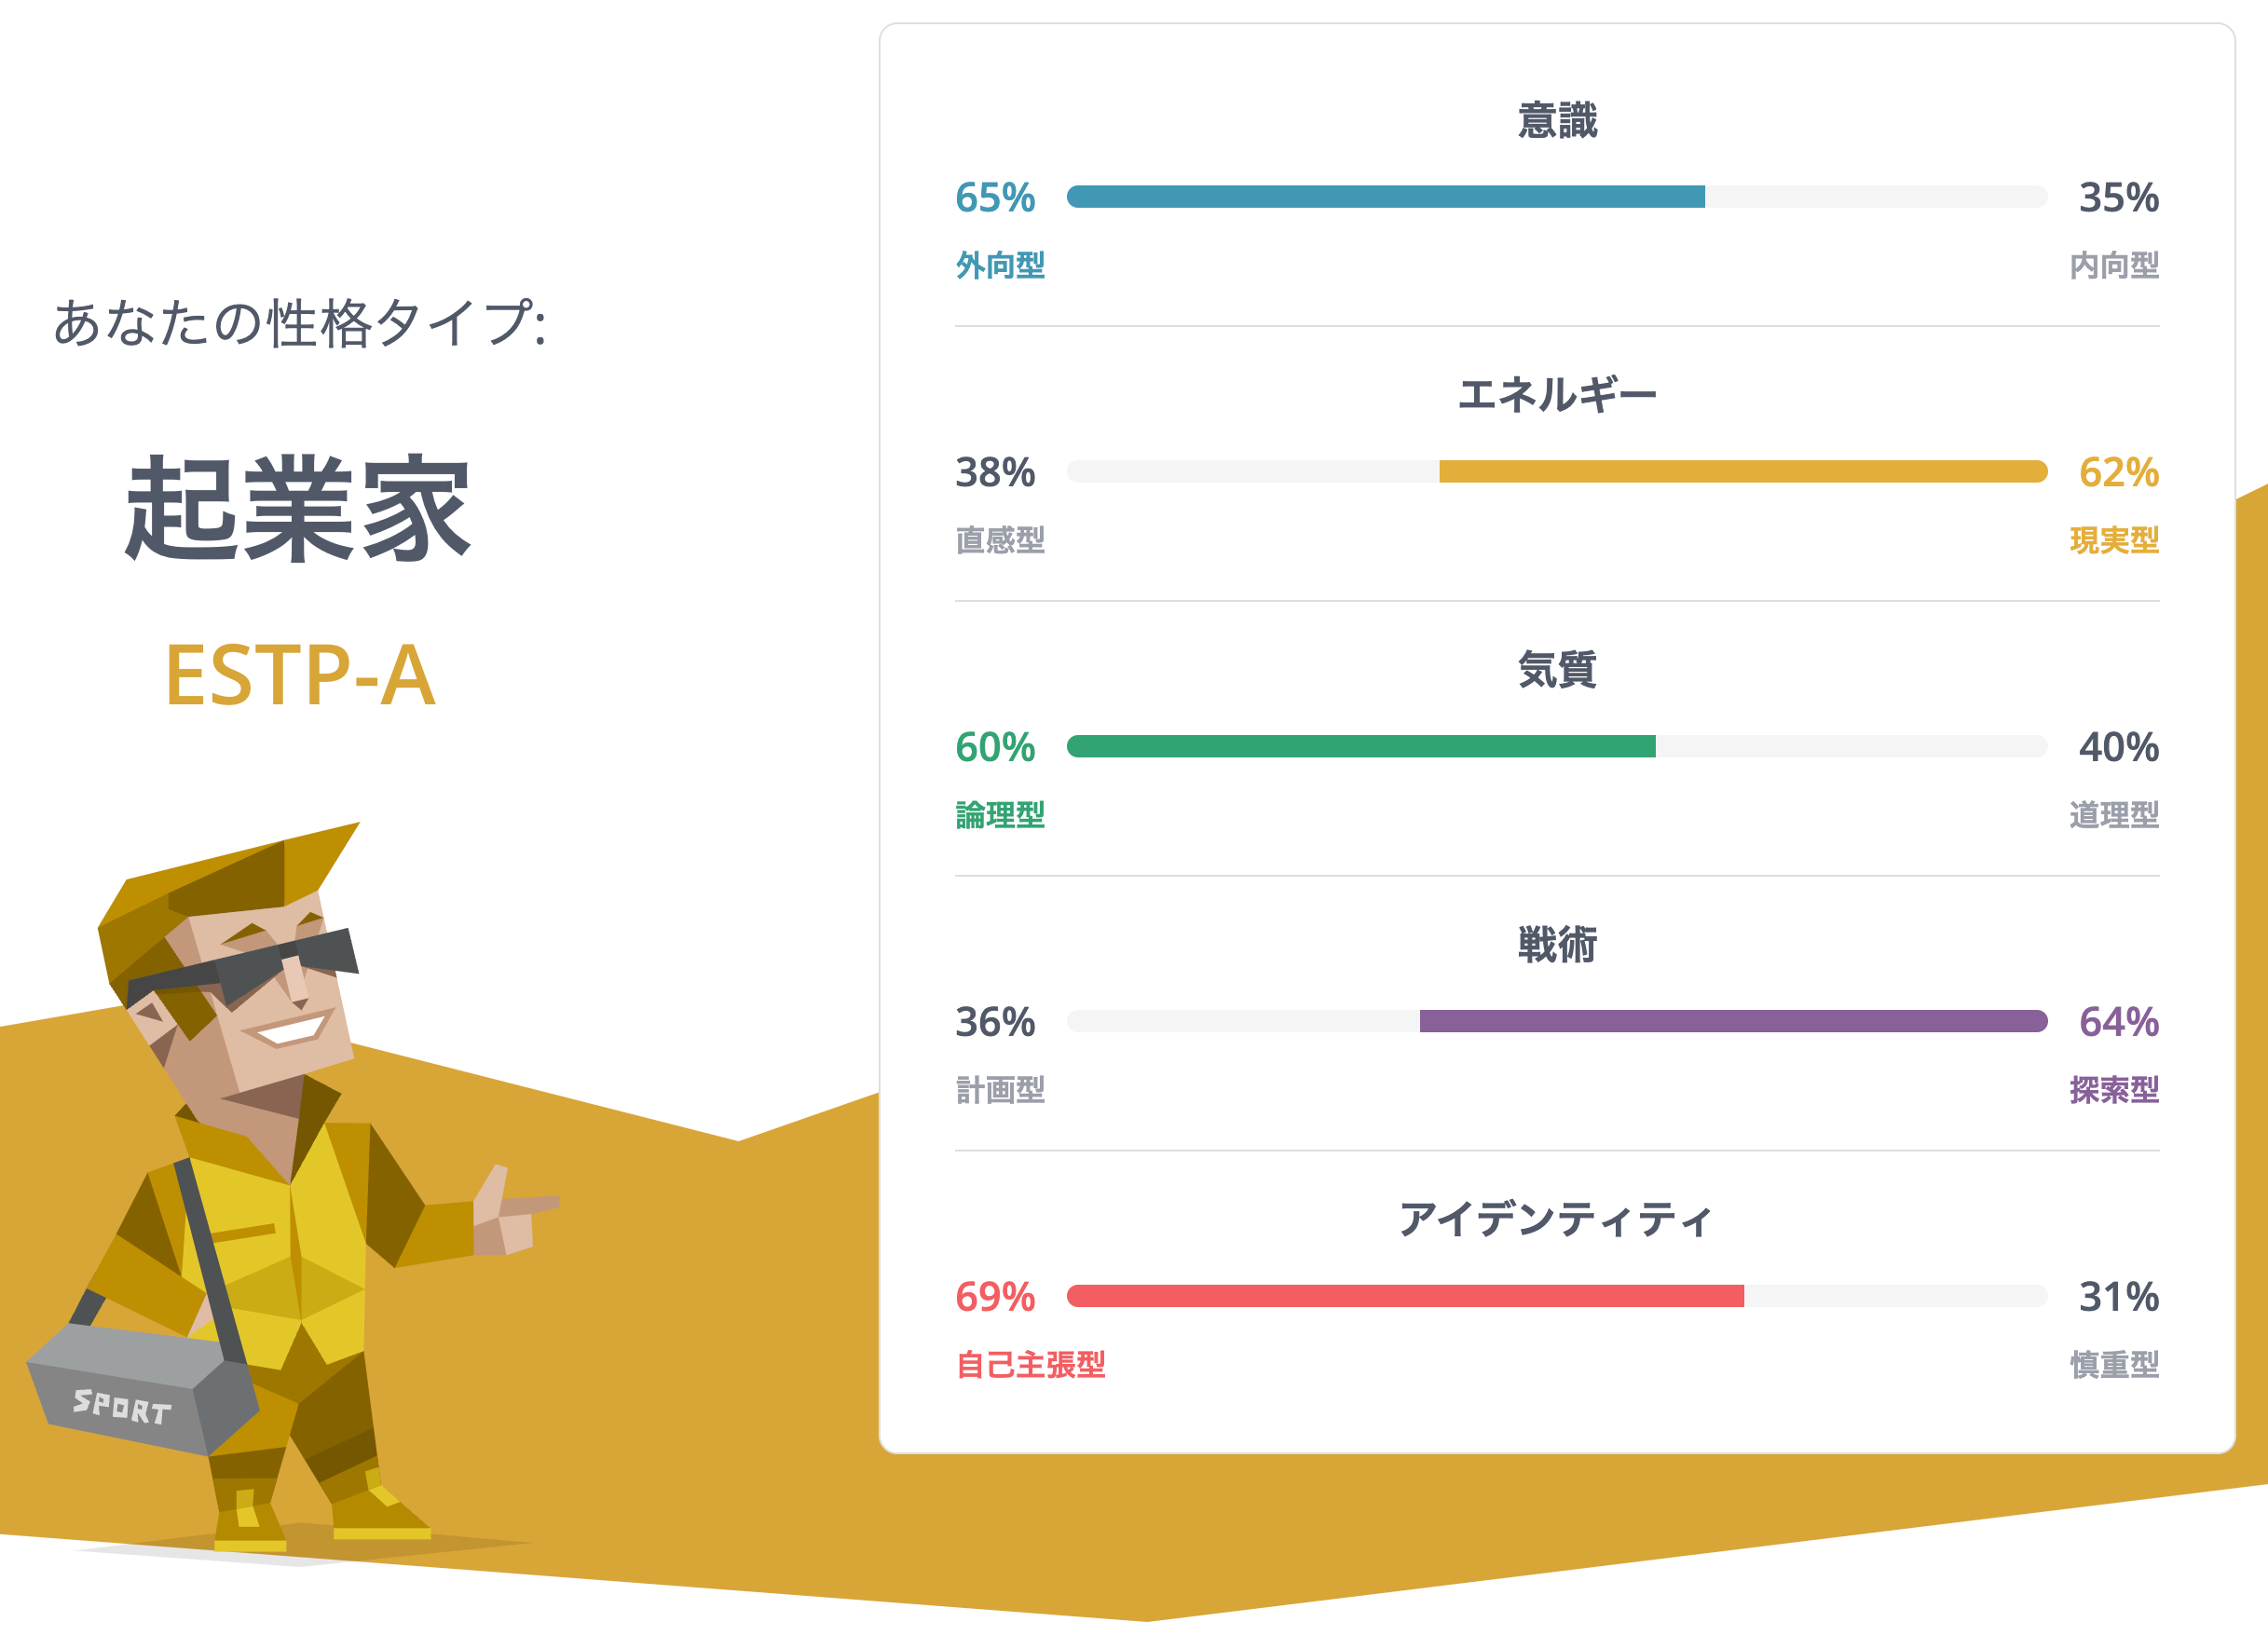 あなたの性格タイプ:
起業家
ESTP-A
SPORT
意識
65% 35%
外向型 内向型
エネルギー
38% 62%
直感型 現実型
気質
60% 40%
論理型 道理型
戦術
36% 64%
計画型 探索型
アイデンティティ
69% 31%
自己主張型 慎重型